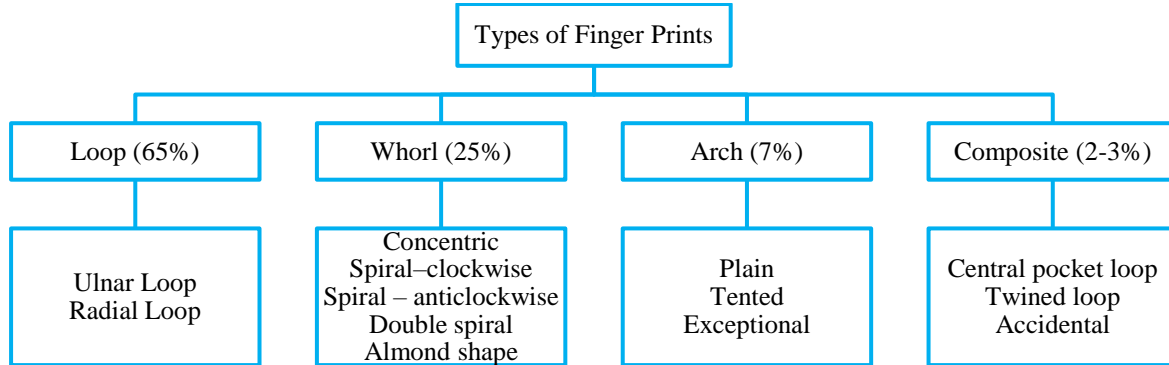 Types of Finger Prints
Loop (65%)
Whorl (25%)
Arch (7%)
Composite (2-3%)
Ulnar Loop
Radial Loop
Concentric
Spiral–clockwise
Spiral – anticlockwise
Double spiral
Almond shape
Plain
Tented
Exceptional
Central pocket loop
Twined loop
Accidental